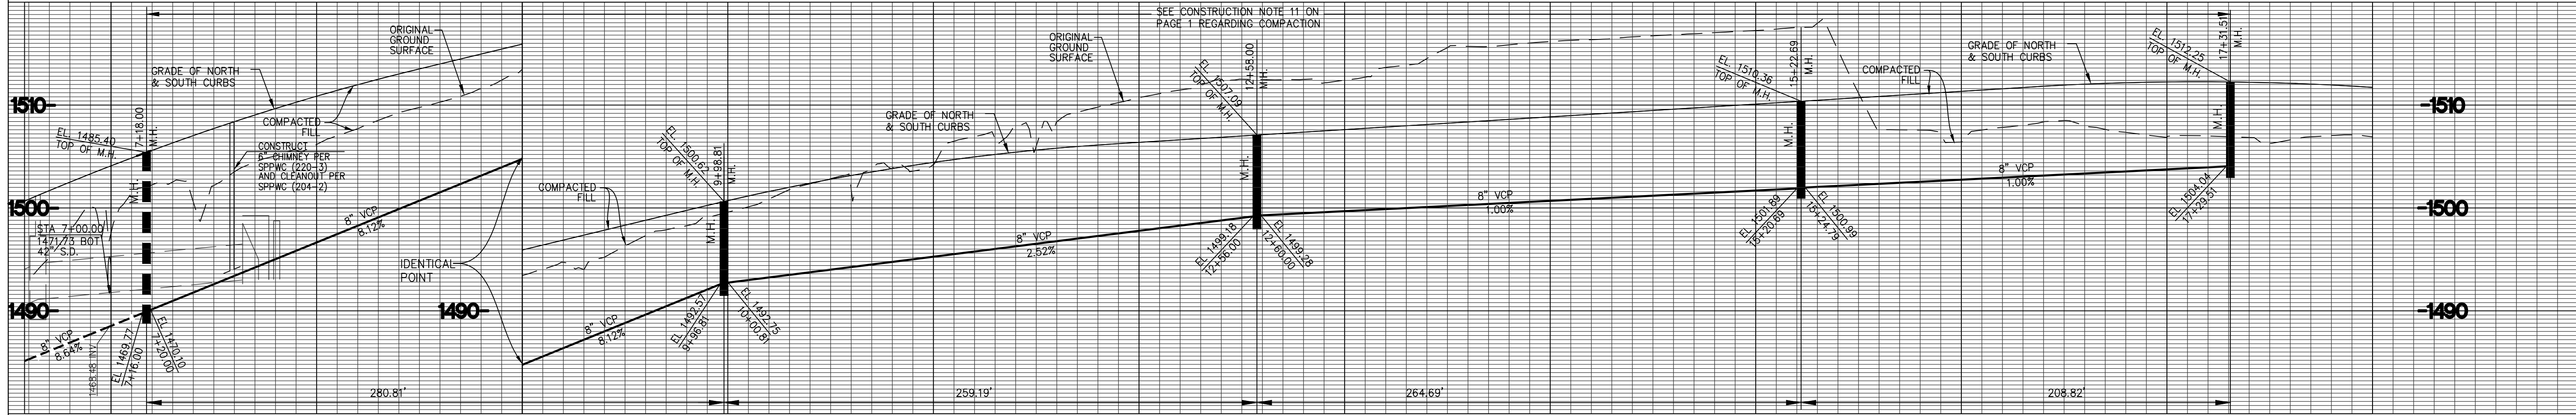 SEE CONSTRUCTION NOTE 11 ON
PAGE 1 REGARDING COMPACTION
ORIGINAL
GROUND
SURFACE
GRADE OF NORTH
& SOUTH CURBS
1510
COMPACTED
FILL
7+18.00
M.H.
EL. 1485.40
TOP OF M.H.
M.H.
CONSTRUCT
6" CHIMNEY PER
SPPWC (220-3)
AND CLEANOUT PER
SPPWC (204-2)
1500
STA 7+00.00
1471.73 BOT
42" S.D.
8" VCP
8.12%
1490
8" VCP
8.64%
1468.48 INV
EL 1469.77
7+16.00
EL 1470.10
7+20.00
280.81'
IDENTICAL
POINT
1490
COMPACTED
FILL
EL. 1500.62
TOP OF M.H.
9+98.81
M.H.
M.H.
8" VCP
8.12%
EL 1492.57
9+96.81
EL 1492.75
10+00.81
8" VCP
2.52%
259.19'
ORIGINAL
GROUND
SURFACE
GRADE OF NORTH
& SOUTH CURBS
EL. 1507.09
TOP OF M.H.
12+58.00
M.H.
M.H.
EL 1499.18
12+56.00
EL 1499.28
12+60.00
8" VCP
1.00%
264.69'
EL. 1510.36
TOP OF M.H.
15+22.69
M.H.
M.H.
EL 1501.89
15+20.69
EL 1500.99
15+24.79
COMPACTED
FILL
GRADE OF NORTH
& SOUTH CURBS
8" VCP
1.00%
208.82'
EL. 1512.25
TOP OF M.H.
17+31.51
M.H.
M.H.
EL 1504.04
17+29.51
1510
1500
1490